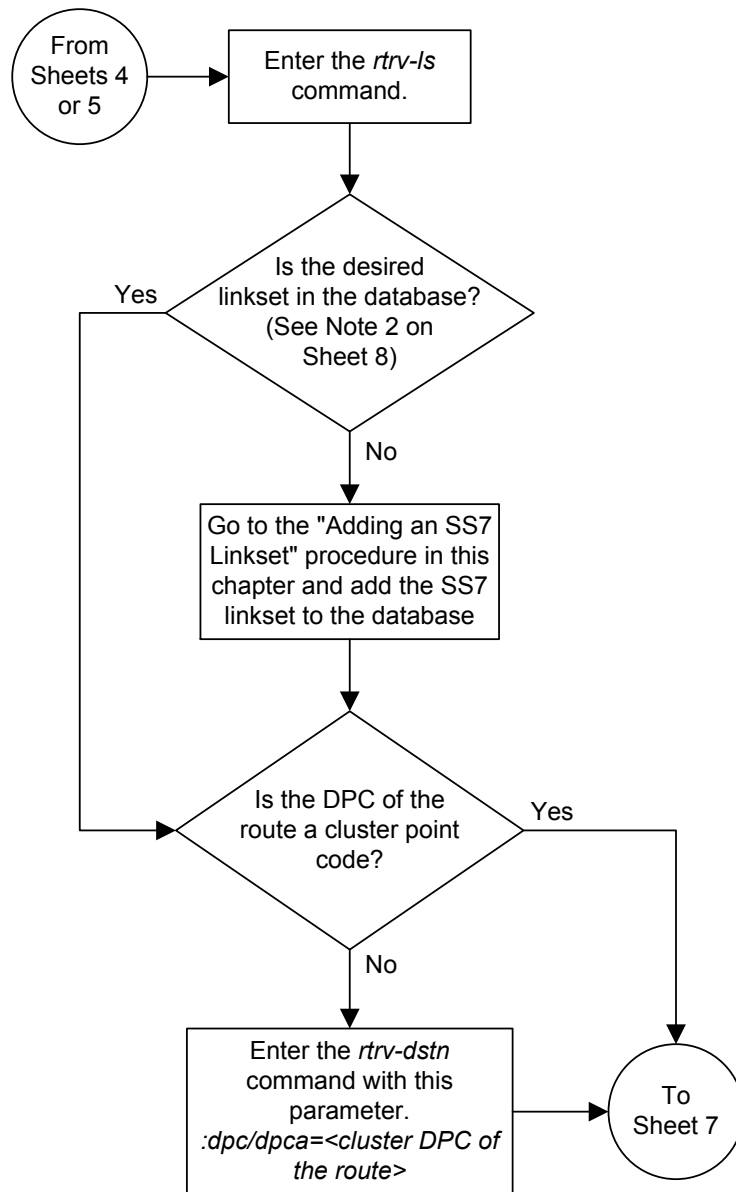 From
Sheets 4
or 5
Enter the rtrv-ls
command.
Is the desired
linkset in the database?
(See Note 2 on
Sheet 8)
Yes
No
Go to the "Adding an SS7
Linkset" procedure in this
chapter and add the SS7
linkset to the database
Is the DPC of the
route a cluster point
code?
Yes
No
Enter the rtrv-dstn
command with this
parameter.
:dpc/dpca=<cluster DPC of
the route>
To
Sheet 7